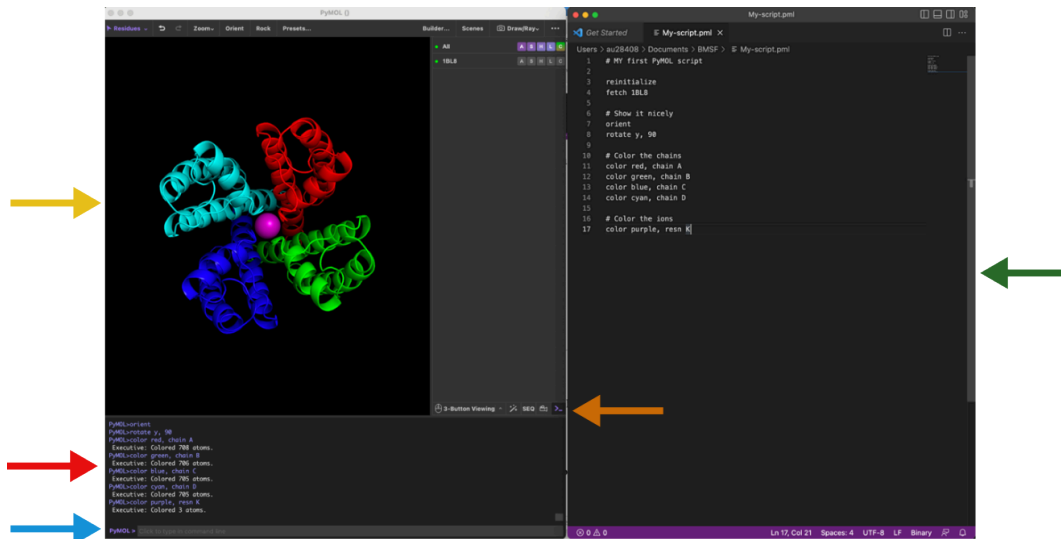 PyMOL ()
Residues Zoom Orient Rock Presets... Builder... Scenes Draw/Ray ...
All A S H L C
1BL8 A S H L C
3-Button Viewing SEQ
PyMOL>orient
PyMOL>rotate y, 90
PyMOL>color red, chain A
Executive: Colored 708 atoms.
PyMOL>color green, chain B
Executive: Colored 706 atoms.
PyMOL>color blue, chain C
Executive: Colored 705 atoms.
PyMOL>color cyan, chain D
Executive: Colored 705 atoms.
PyMOL>color purple, resn K
Executive: Colored 3 atoms.
PyMOL > Click to type in command line
My-script.pml
Get Started My-script.pml ×
Users > au28408 > Documents > BMSF > My-script.pml
1 # MY first PyMOL script
2
3 reinitialize
4 fetch 1BL8
5
6 # Show it nicely
7 orient
8 rotate y, 90
9
10 # Color the chains
11 color red, chain A
12 color green, chain B
13 color blue, chain C
14 color cyan, chain D
15
16 # Color the ions
17 color purple, resn K
0 0 Ln 17, Col 21 Spaces: 4 UTF-8 LF Binary